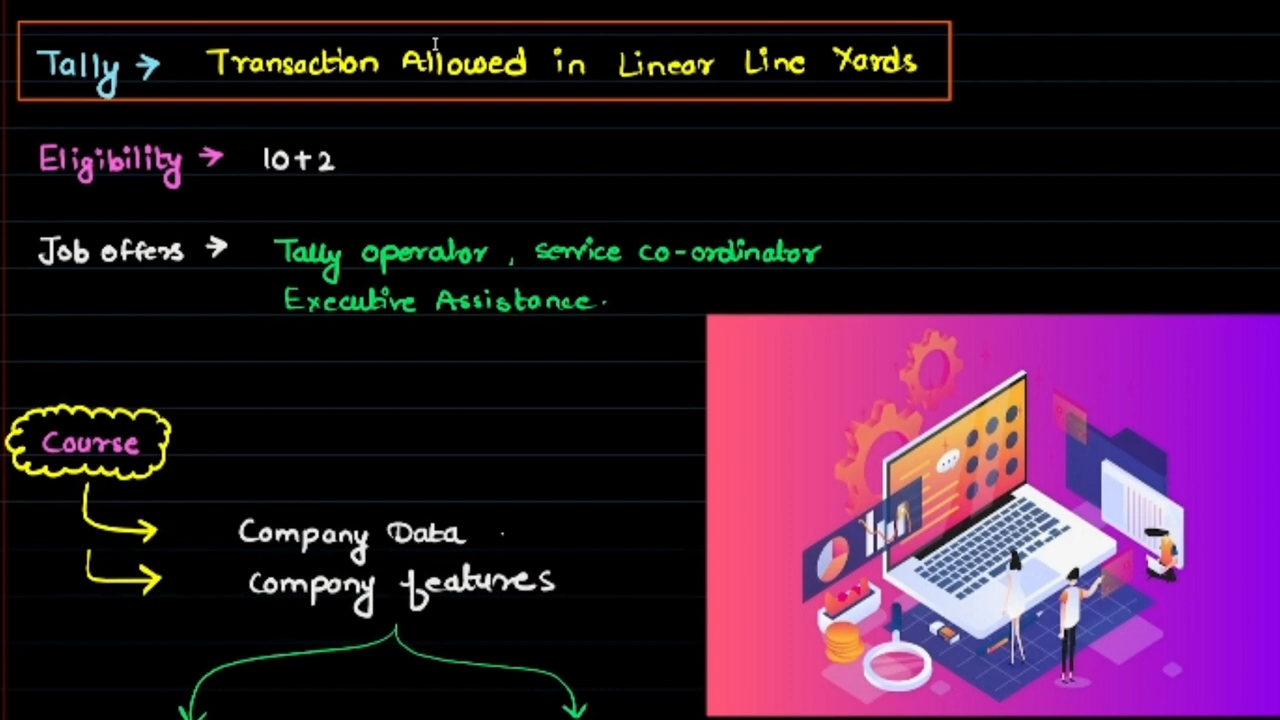 Tally → Transaction Allowed in Linear Line Yards
Eligibility → 10+2
Job offers → Tally operator, service co-ordinator
Executive Assistance.
Course
Company Data
Company features